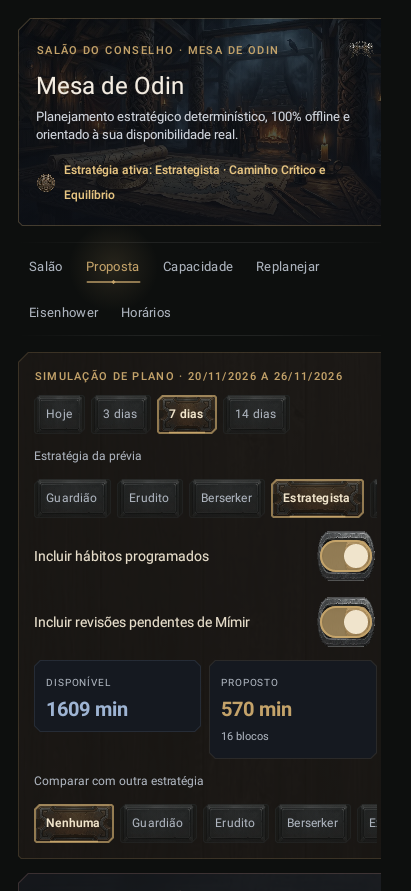 SALÃO DO CONSELHO · MESA DE ODIN
Mesa de Odin
Planejamento estratégico determinístico, 100% offline e
orientado à sua disponibilidade real.
Estratégia ativa: Estrategista · Caminho Crítico e
Equilíbrio
Salão Proposta Capacidade Replanejar
Eisenhower Horários
SIMULAÇÃO DE PLANO · 20/11/2026 A 26/11/2026
Hoje 3 dias 7 dias 14 dias
Estratégia da prévia
Guardião Erudito Berserker Estrategista
Incluir hábitos programados
Incluir revisões pendentes de Mímir
DISPONÍVEL PROPOSTO
1609 min 570 min
16 blocos
Comparar com outra estratégia
Nenhuma Guardião Erudito Berserker